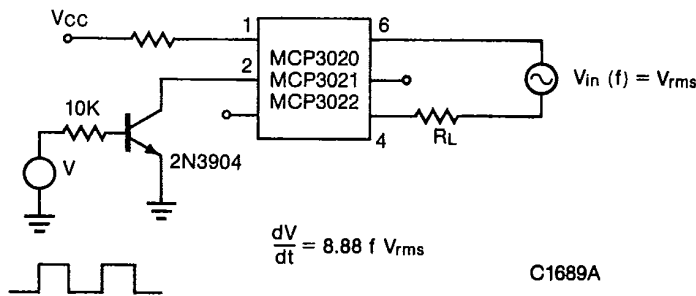 VCC
1
6
MCP3020
MCP3021
MCP3022
2
Vin (f) = Vrms
10K
4
RL
V
2N3904
dV/dt = 8.88 f Vrms
C1689A